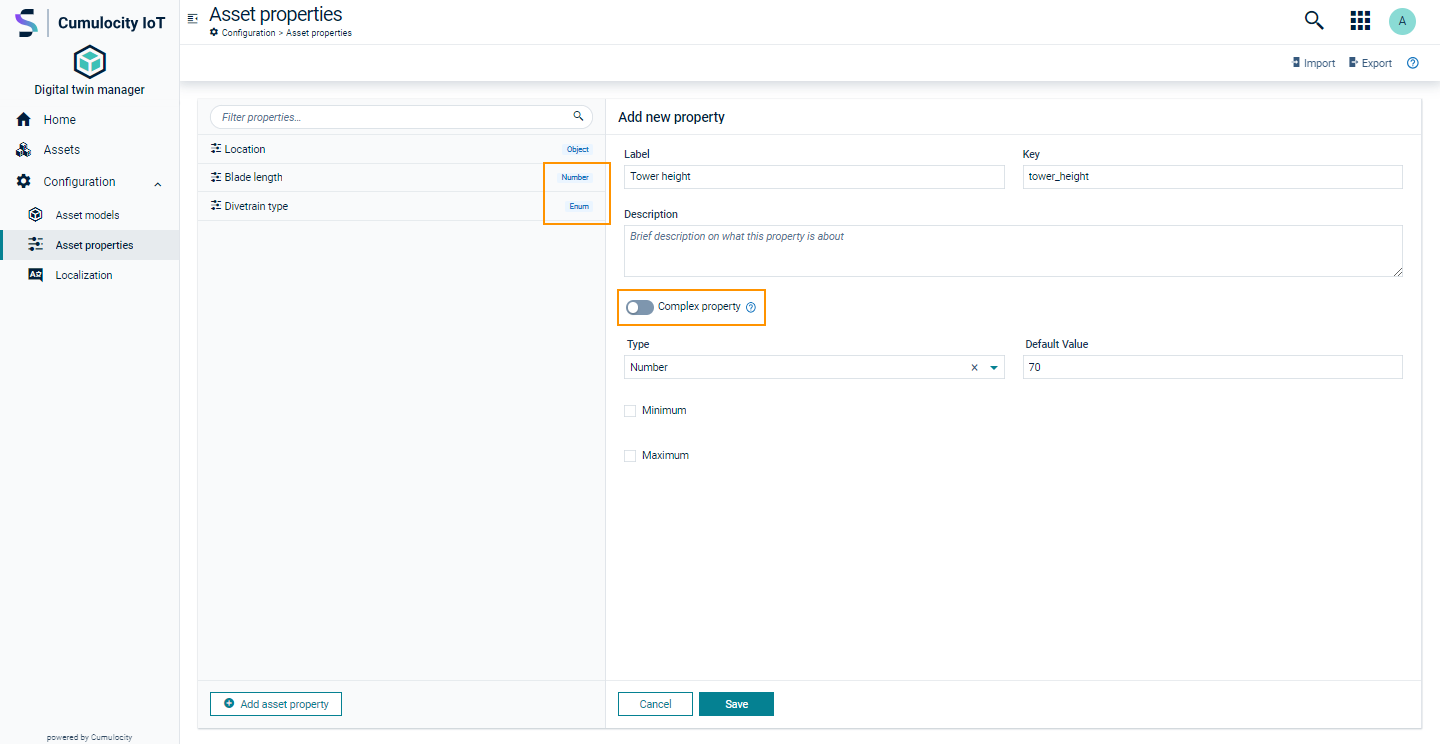 Cumulocity IoT
Digital twin manager
Home
Assets
Configuration
Asset models
Asset properties
Localization
powered by Cumulocity
Asset properties
Configuration > Asset properties
A
Import
Export
Filter properties...
Location
Object
Blade length
Number
Divetrain type
Enum
Add asset property
Add new property
Label
Key
Tower height
tower_height
Description
Brief description on what this property is about
Complex property
Type
Default Value
Number
70
Minimum
Maximum
Cancel
Save